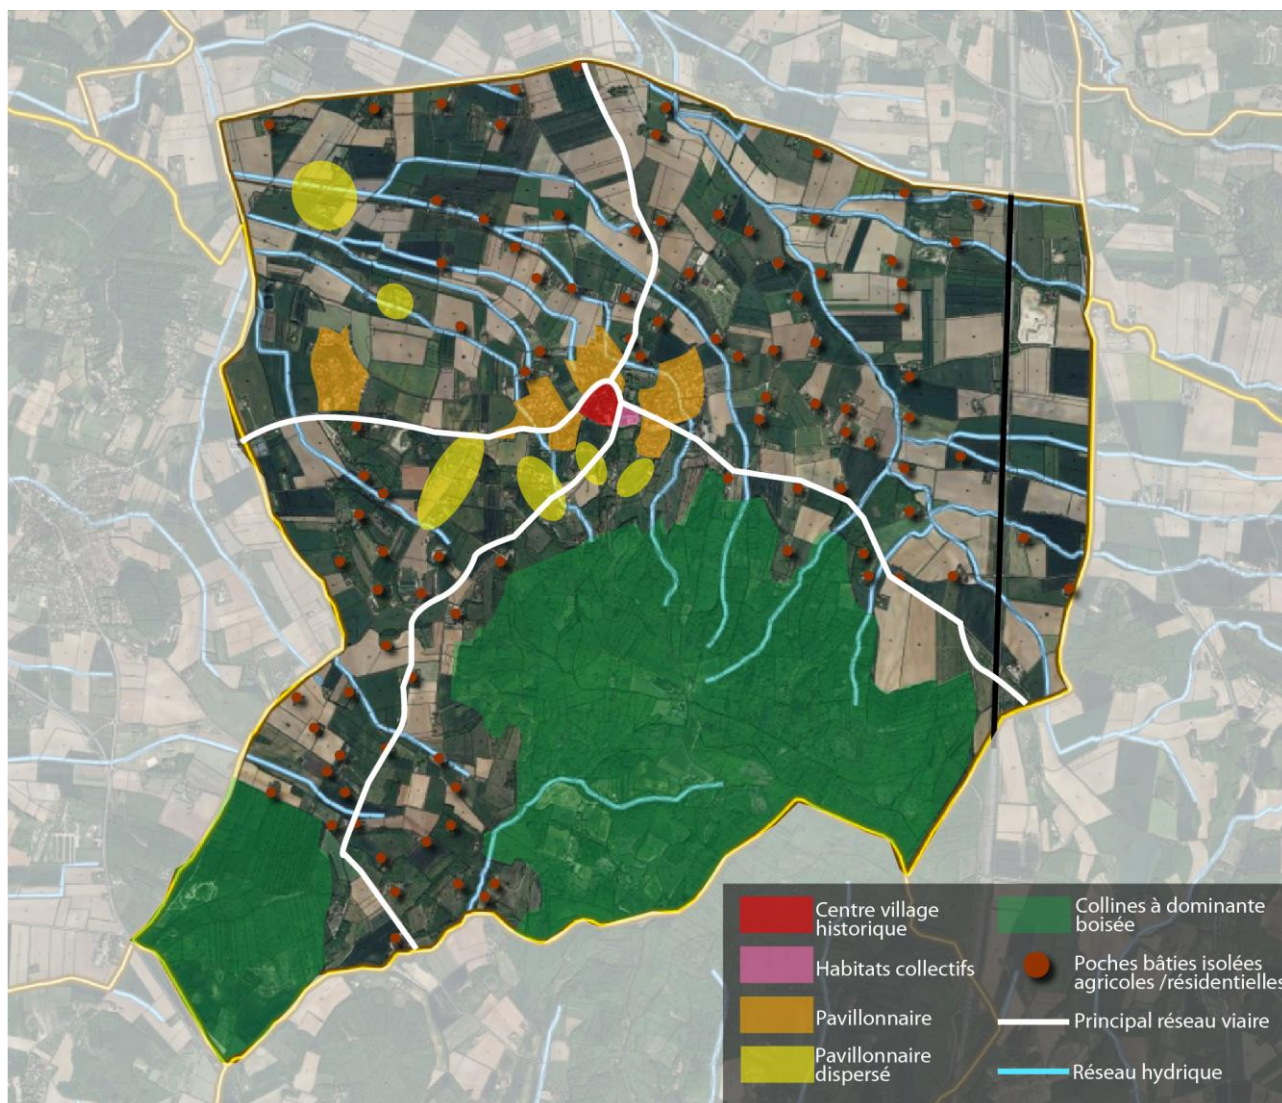 Centre village
historique
Habitats collectifs
Pavillonnaire
Pavillonnaire
dispersé
Collines à dominante
boisée
Poches bâties isolées
agricoles /résidentielles
Principal réseau viaire
Réseau hydrique